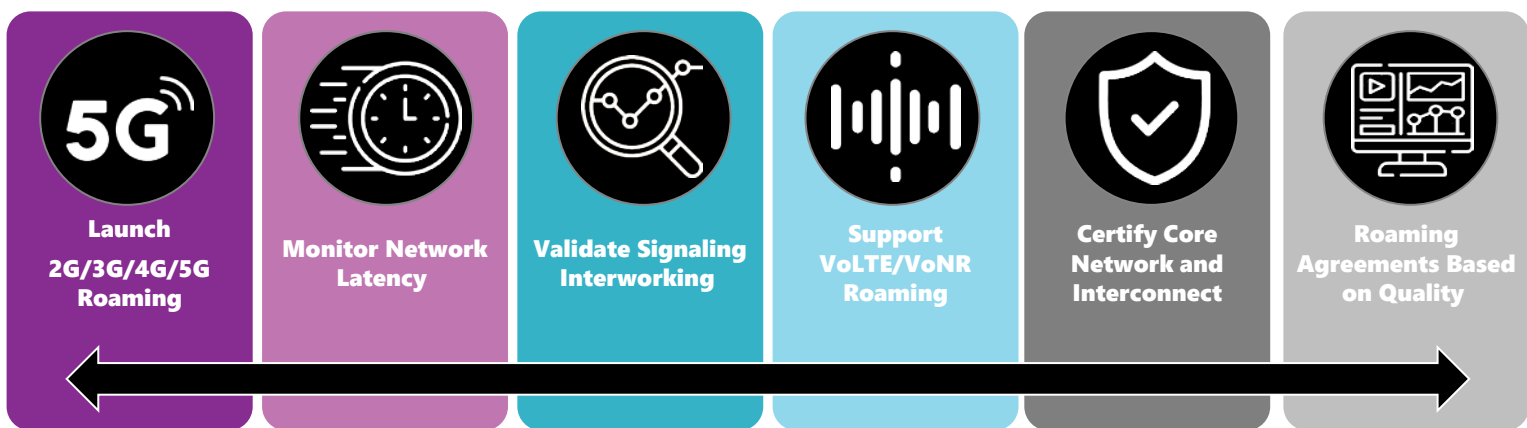 5G
Launch
2G/3G/4G/5G
Roaming
Monitor Network
Latency
Validate Signaling
Interworking
Support
VoLTE/VoNR
Roaming
Certify Core
Network and
Interconnect
Roaming
Agreements Based
on Quality